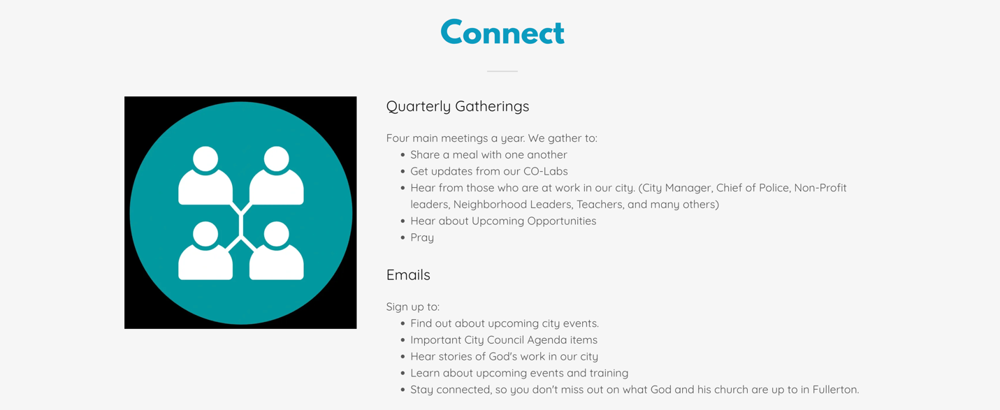 Connect
Quarterly Gatherings
Four main meetings a year. We gather to:
• Share a meal with one another
• Get updates from our CO-Labs
• Hear from those who are at work in our city. (City Manager, Chief of Police, Non-Profit
leaders, Neighborhood Leaders, Teachers, and many others)
• Hear about Upcoming Opportunities
• Pray
Emails
Sign up to:
• Find out about upcoming city events.
• Important City Council Agenda items
• Hear stories of God's work in our city
• Learn about upcoming events and training
• Stay connected, so you don't miss out on what God and his church are up to in Fullerton.